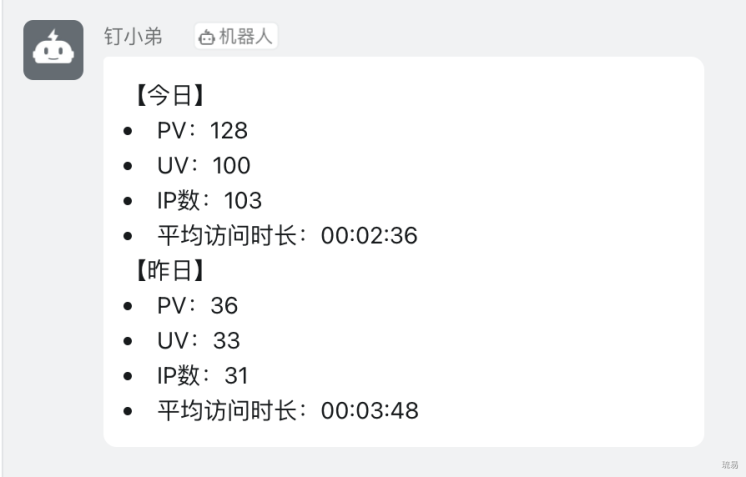 钉小弟 机器人
【今日】
• PV：128
• UV：100
• IP数：103
• 平均访问时长：00:02:36
【昨日】
• PV：36
• UV：33
• IP数：31
• 平均访问时长：00:03:48